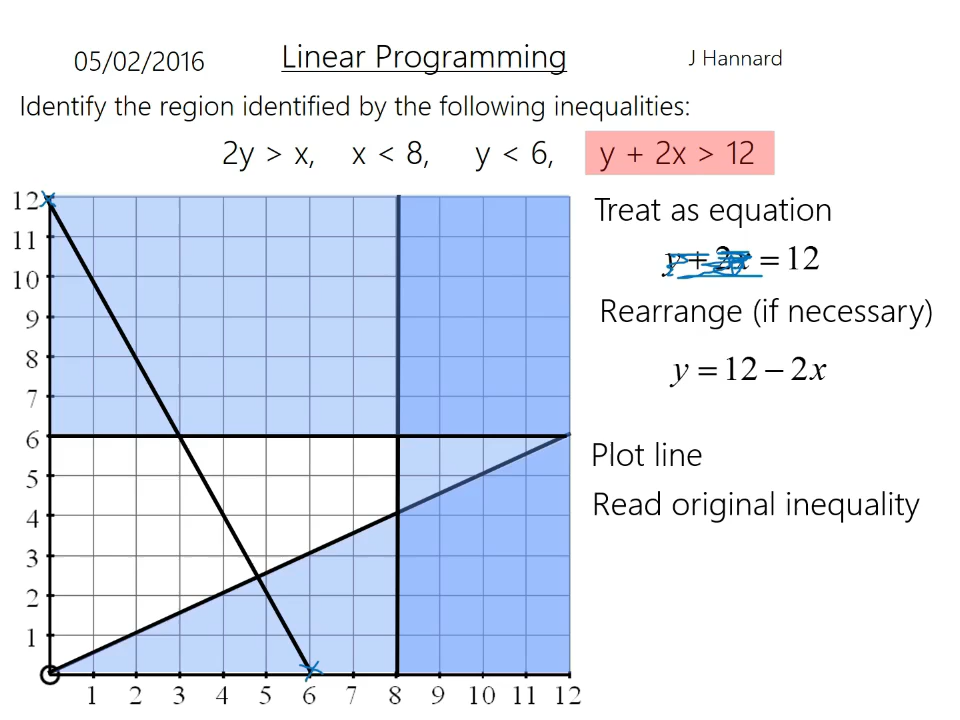 05/02/2016 Linear Programming J Hannard
Identify the region identified by the following inequalities:
2y > x, x < 8, y < 6, y + 2x > 12
Treat as equation
y + 2x = 12
Rearrange (if necessary)
y = 12 − 2x
Plot line
Read original inequality
12
11
10
9
8
7
6
5
4
3
2
1
1 2 3 4 5 6 7 8 9 10 11 12